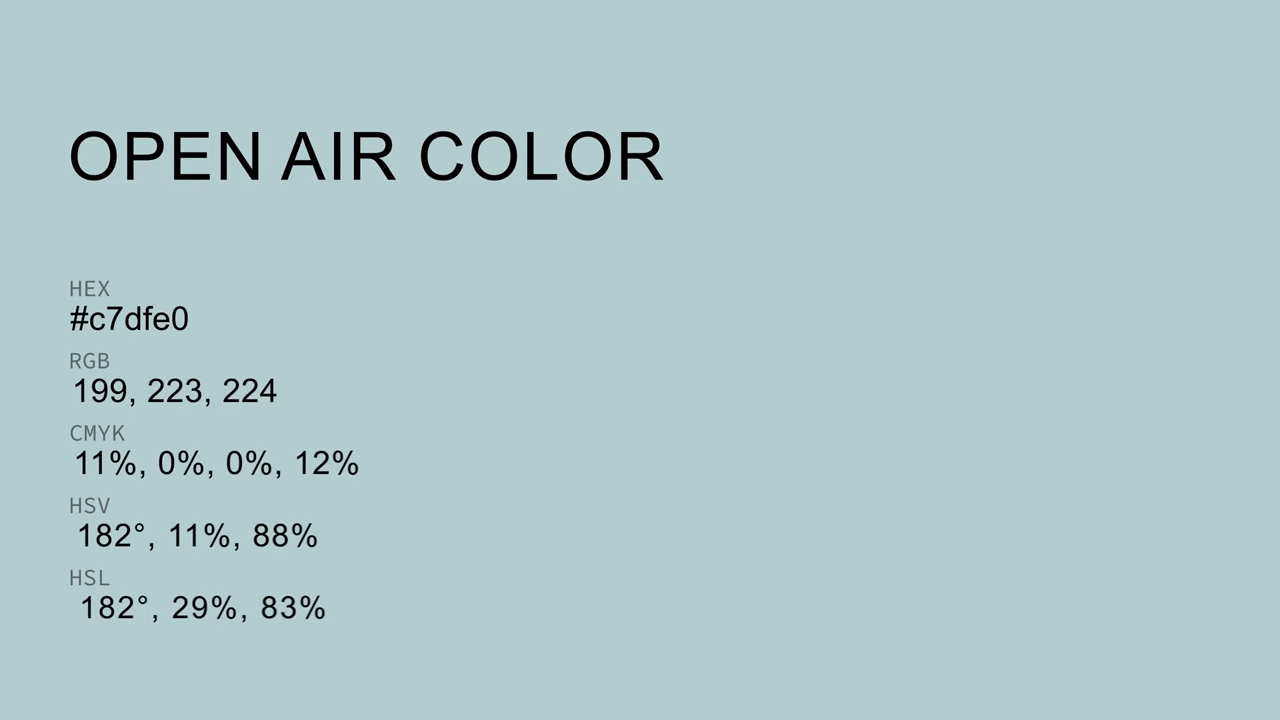 OPEN AIR COLOR
HEX
#c7dfe0
RGB
199, 223, 224
CMYK
11%, 0%, 0%, 12%
HSV
182°, 11%, 88%
HSL
182°, 29%, 83%